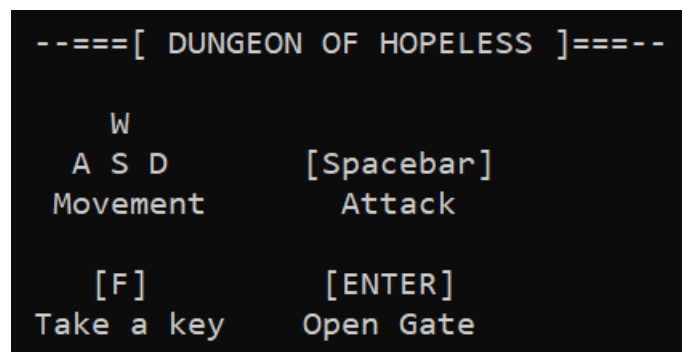 --===[ DUNGEON OF HOPELESS ]===--
W
A S D [Spacebar]
Movement Attack
[F] [ENTER]
Take a key Open Gate